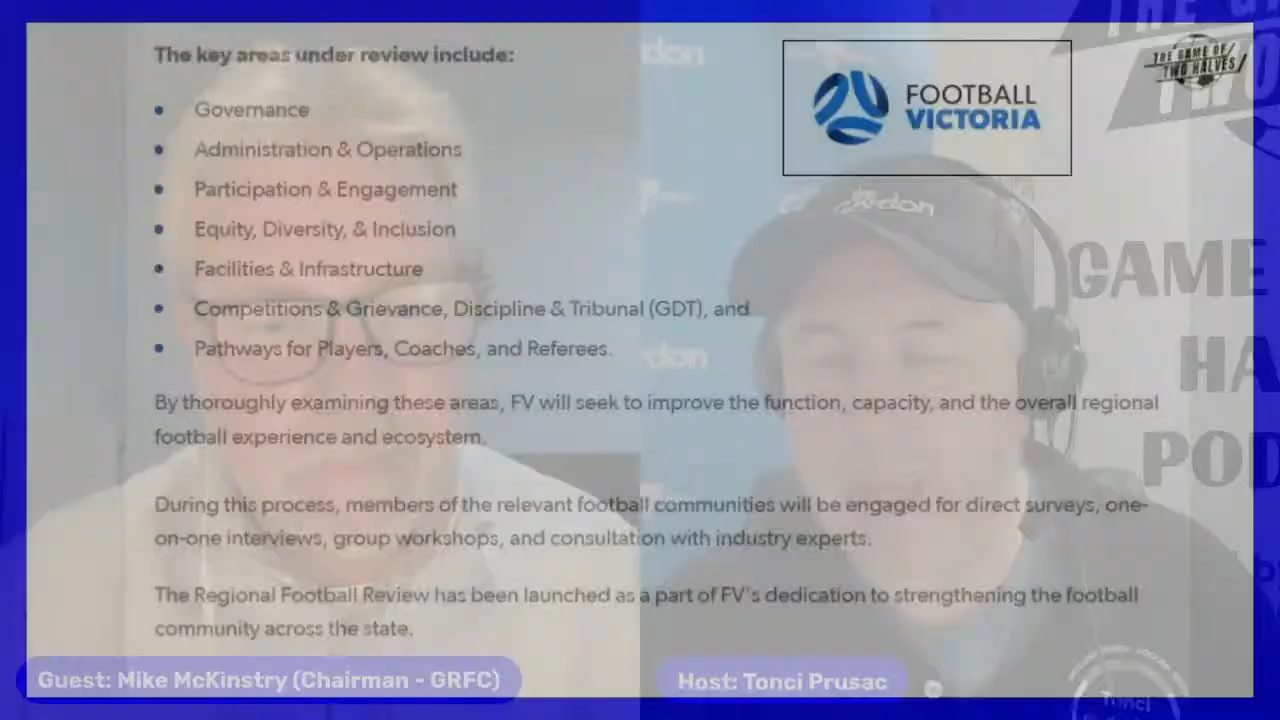 The key areas under review include:
• Governance
• Administration & Operations
• Participation & Engagement
• Equity, Diversity, & Inclusion
• Facilities & Infrastructure
• Competitions & Grievance, Discipline & Tribunal (GDT), and
• Pathways for Players, Coaches, and Referees.
By thoroughly examining these areas, FV will seek to improve the function, capacity, and the overall regional
football experience and ecosystem.
During this process, members of the relevant football communities will be engaged for direct surveys, one-
on-one interviews, group workshops, and consultation with industry experts.
The Regional Football Review has been launched as a part of FV's dedication to strengthening the football
community across the state.
FOOTBALL
VICTORIA
THE GAME OF
TWO HALVES
GAME
HA
POD
Guest: Mike McKinstry (Chairman - GRFC)
Host: Tonci Prusac
Tonci